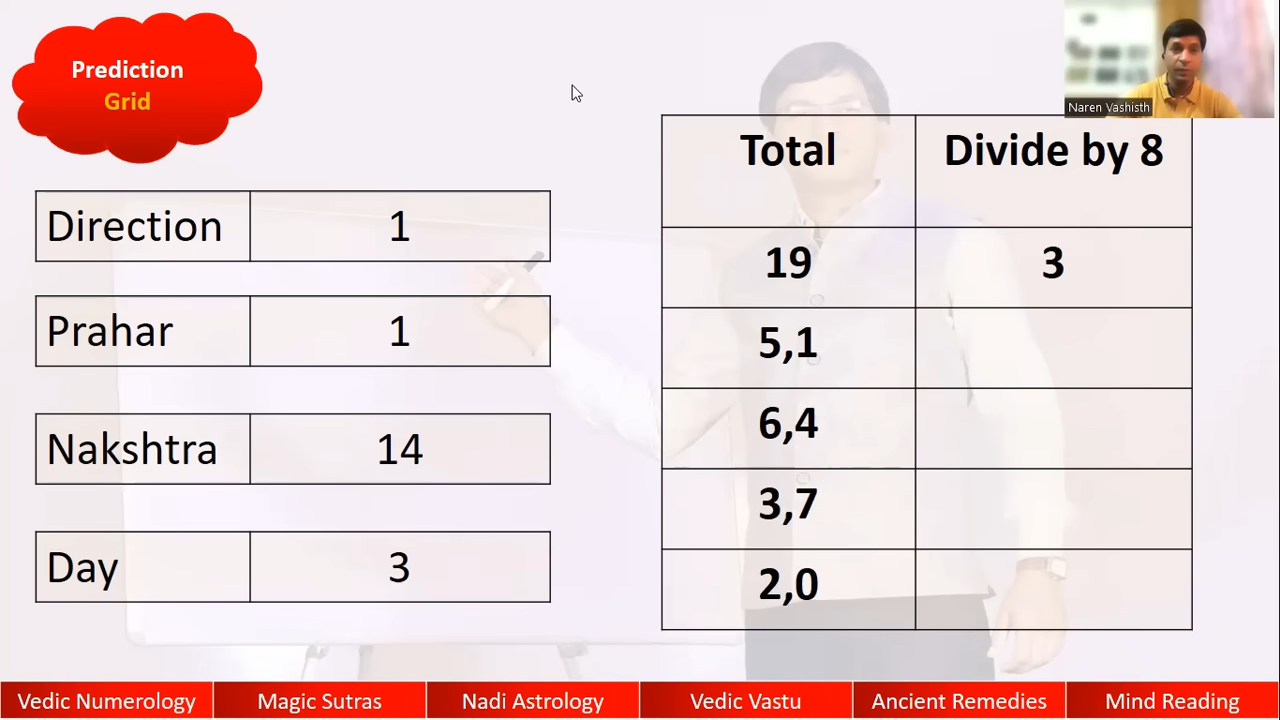 Prediction
Grid
Naren Vashisth
Direction 1
Prahar 1
Nakshtra 14
Day 3
Total Divide by 8
19 3
5,1
6,4
3,7
2,0
Vedic Numerology Magic Sutras Nadi Astrology Vedic Vastu Ancient Remedies Mind Reading